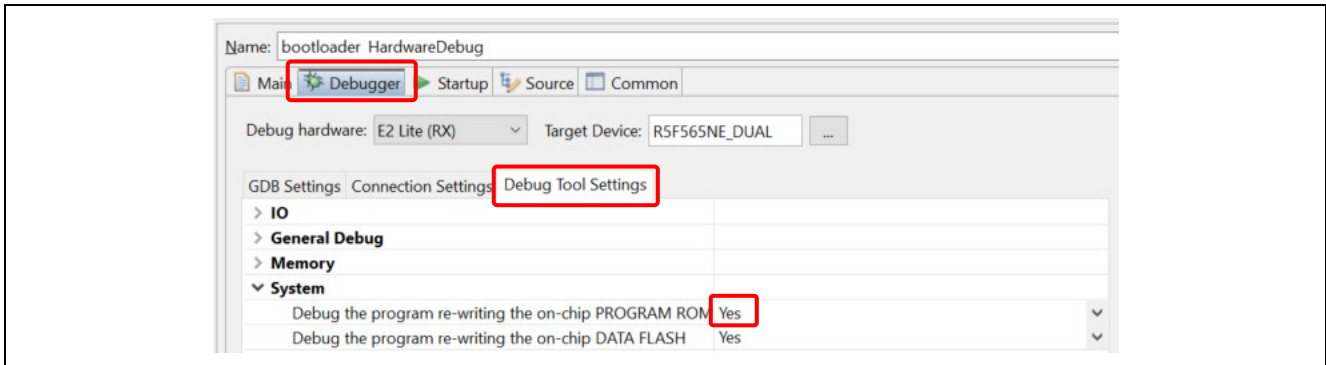 Name: bootloader HardwareDebug
Main Debugger Startup Source Common
Debug hardware: E2 Lite (RX) Target Device: R5F565NE_DUAL ...
GDB Settings Connection Settings Debug Tool Settings
IO
General Debug
Memory
System
Debug the program re-writing the on-chip PROGRAM ROM Yes
Debug the program re-writing the on-chip DATA FLASH Yes